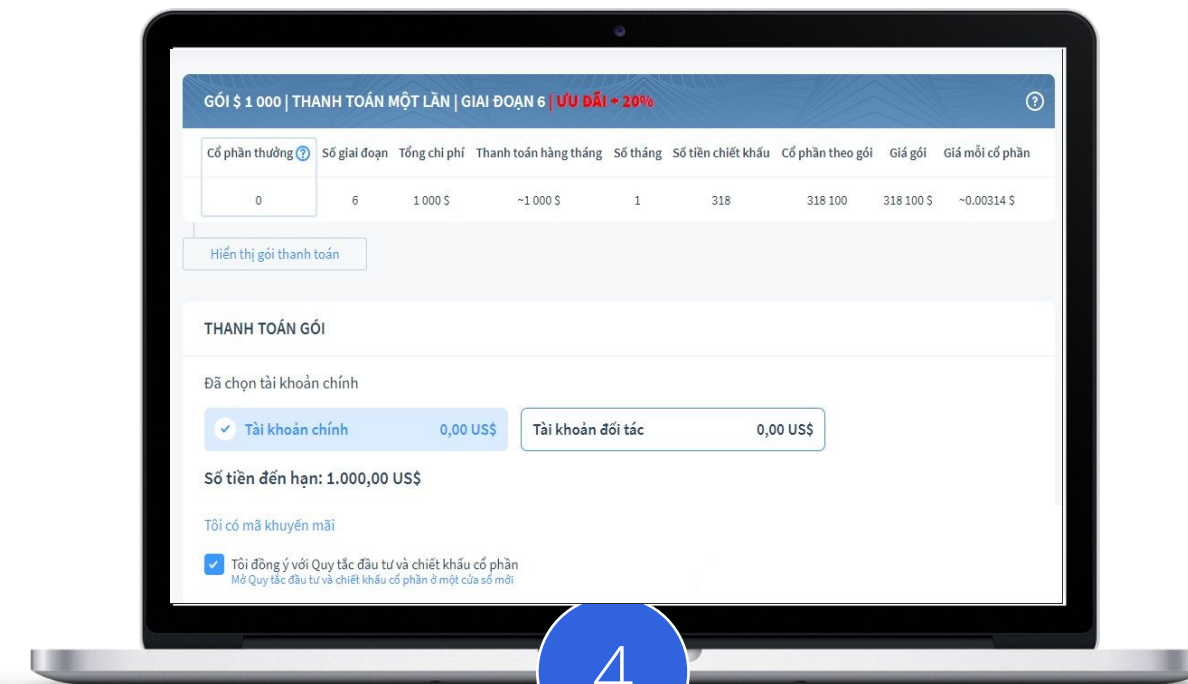 GÓI $ 1 000 | THANH TOÁN MỘT LẦN | GIAI ĐOẠN 6 | ƯU ĐÃI + 20%
Cổ phần thưởng Số giai đoạn Tổng chi phí Thanh toán hàng tháng Số tháng Số tiền chiết khấu Cổ phần theo gói Giá gói Giá mỗi cổ phần
0 6 1 000 $ ~1 000 $ 1 318 318 100 318 100 $ ~0.00314 $
Hiển thị gói thanh toán
THANH TOÁN GÓI
Đã chọn tài khoản chính
Tài khoản chính 0,00 US$ Tài khoản đối tác 0,00 US$
Số tiền đến hạn: 1.000,00 US$
Tôi có mã khuyến mãi
Tôi đồng ý với Quy tắc đầu tư và chiết khấu cổ phần
Mở Quy tắc đầu tư và chiết khấu cổ phần ở một cửa sổ mới
4